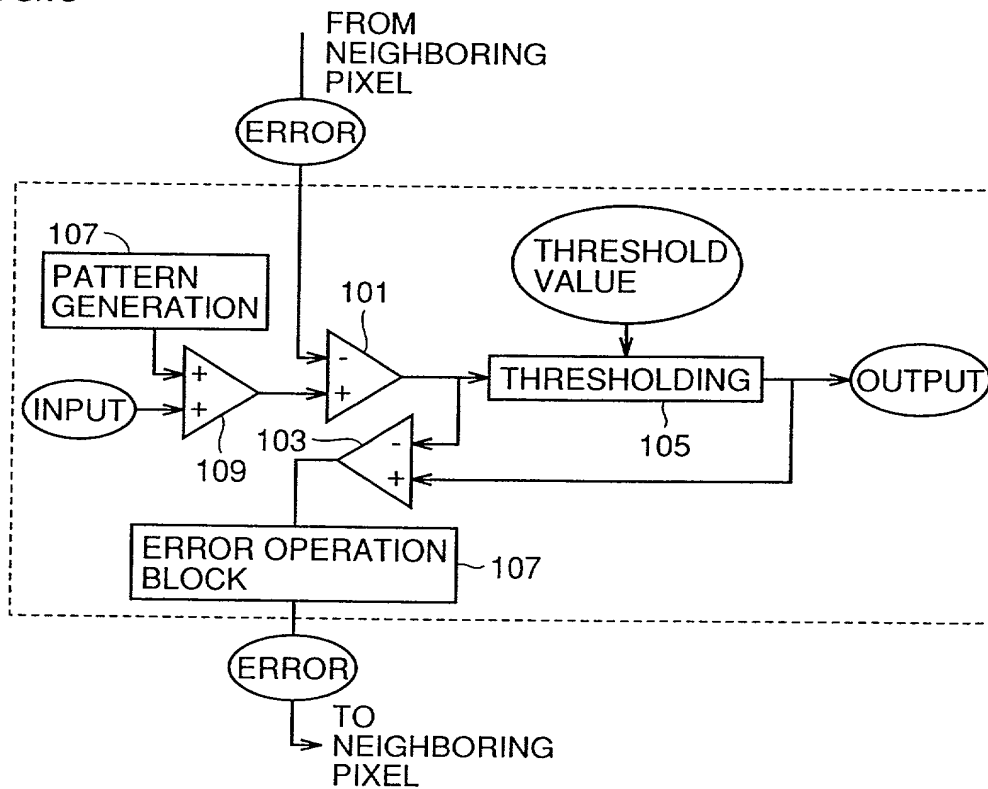 FROM
NEIGHBORING
PIXEL
ERROR
107
PATTERN
GENERATION
101
THRESHOLD
VALUE
-
+
+
+
INPUT
109
THRESHOLDING
105
OUTPUT
103
-
+
ERROR OPERATION
BLOCK
107
ERROR
TO
NEIGHBORING
PIXEL